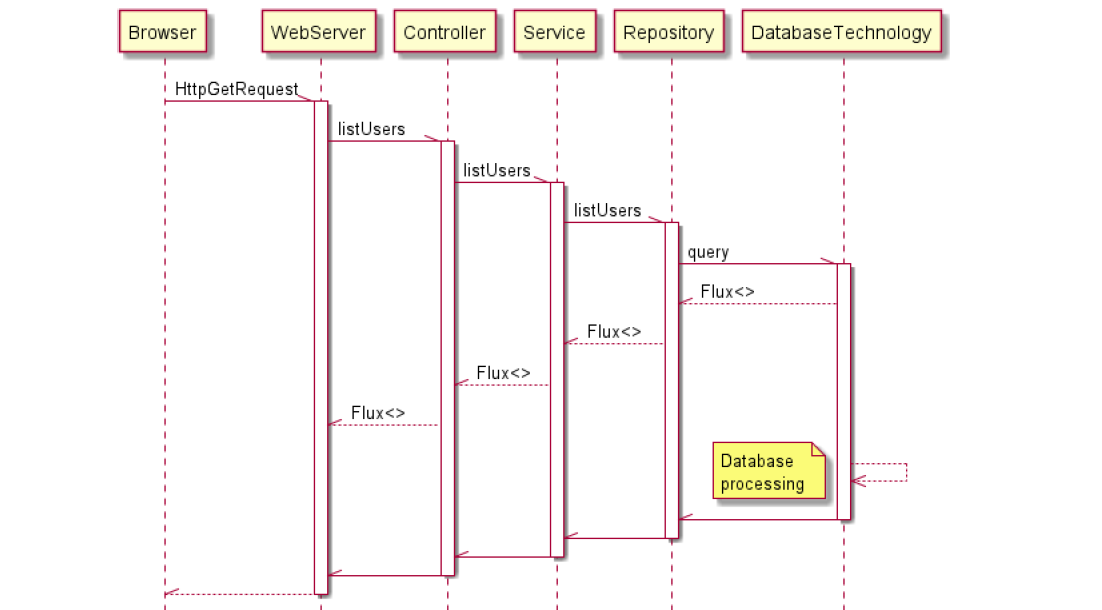 Browser
WebServer
Controller
Service
Repository
DatabaseTechnology
HttpGetRequest
listUsers
listUsers
listUsers
query
Flux<>
Flux<>
Flux<>
Flux<>
Database
processing